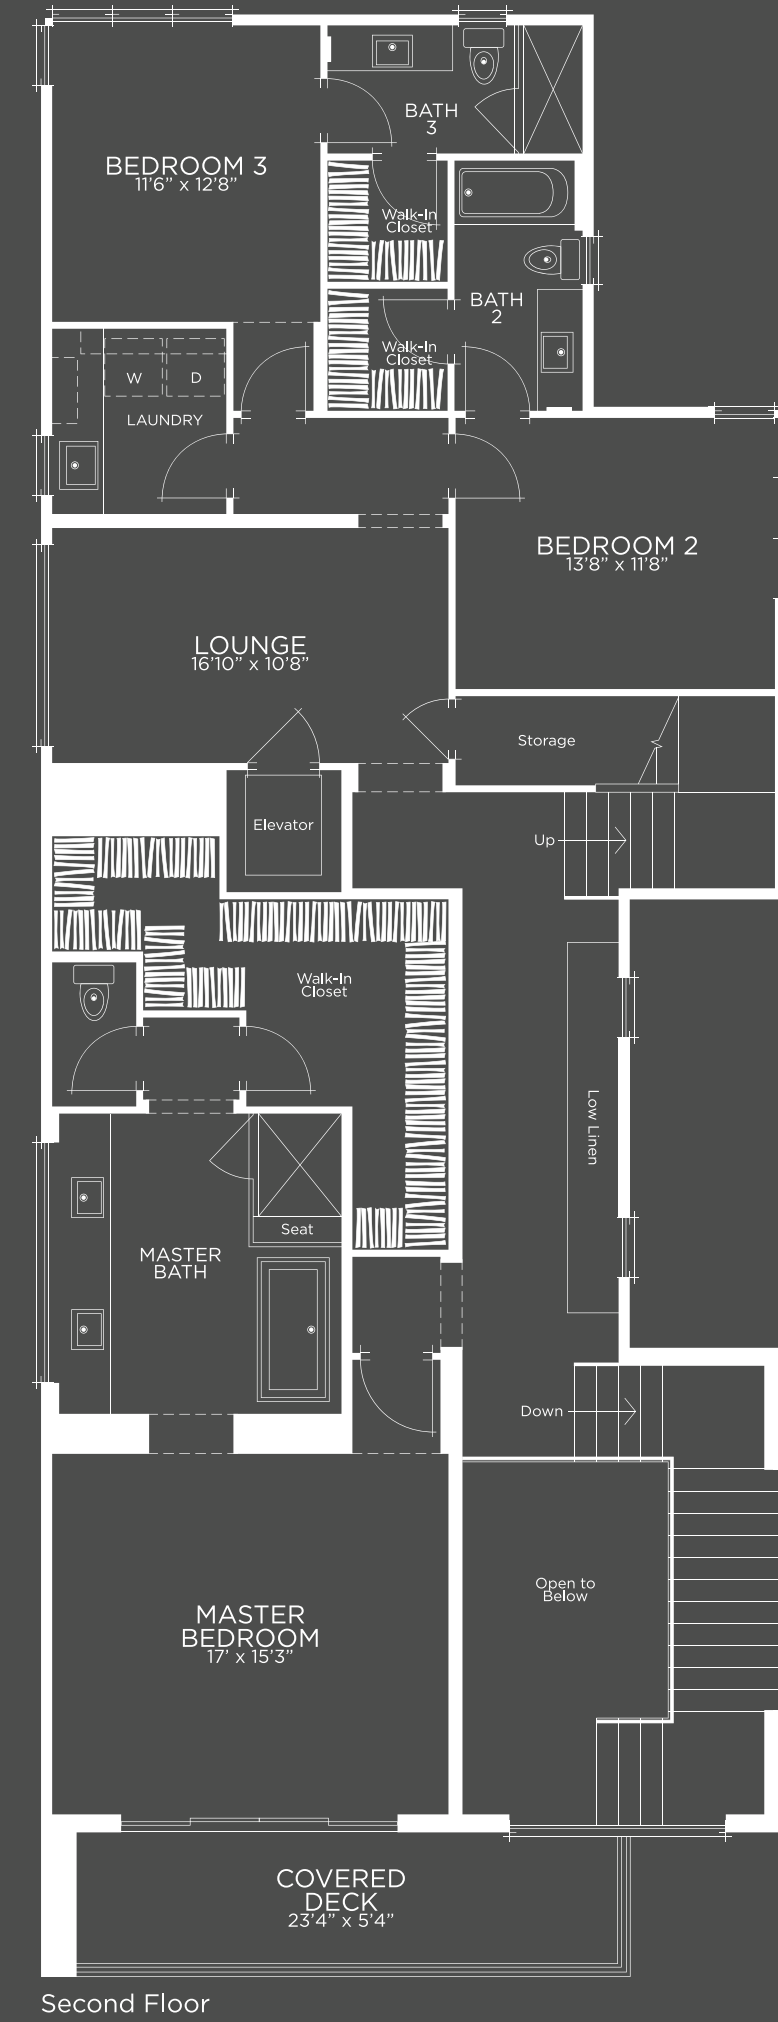 BATH
3
BEDROOM 3
11'6” x 12’8”
Walk-In
Closet
BATH
2
Walk-In
Closet
W
D
LAUNDRY
BEDROOM 2
13’8” x 11’8”
LOUNGE
16’10” x 10’8”
Storage
Elevator
Up
Walk-In
Closet
Low Linen
Seat
MASTER
BATH
Down
Open to
Below
MASTER
BEDROOM
17’ x 15’3”
COVERED
DECK
23’4” x 5’4”
Second Floor